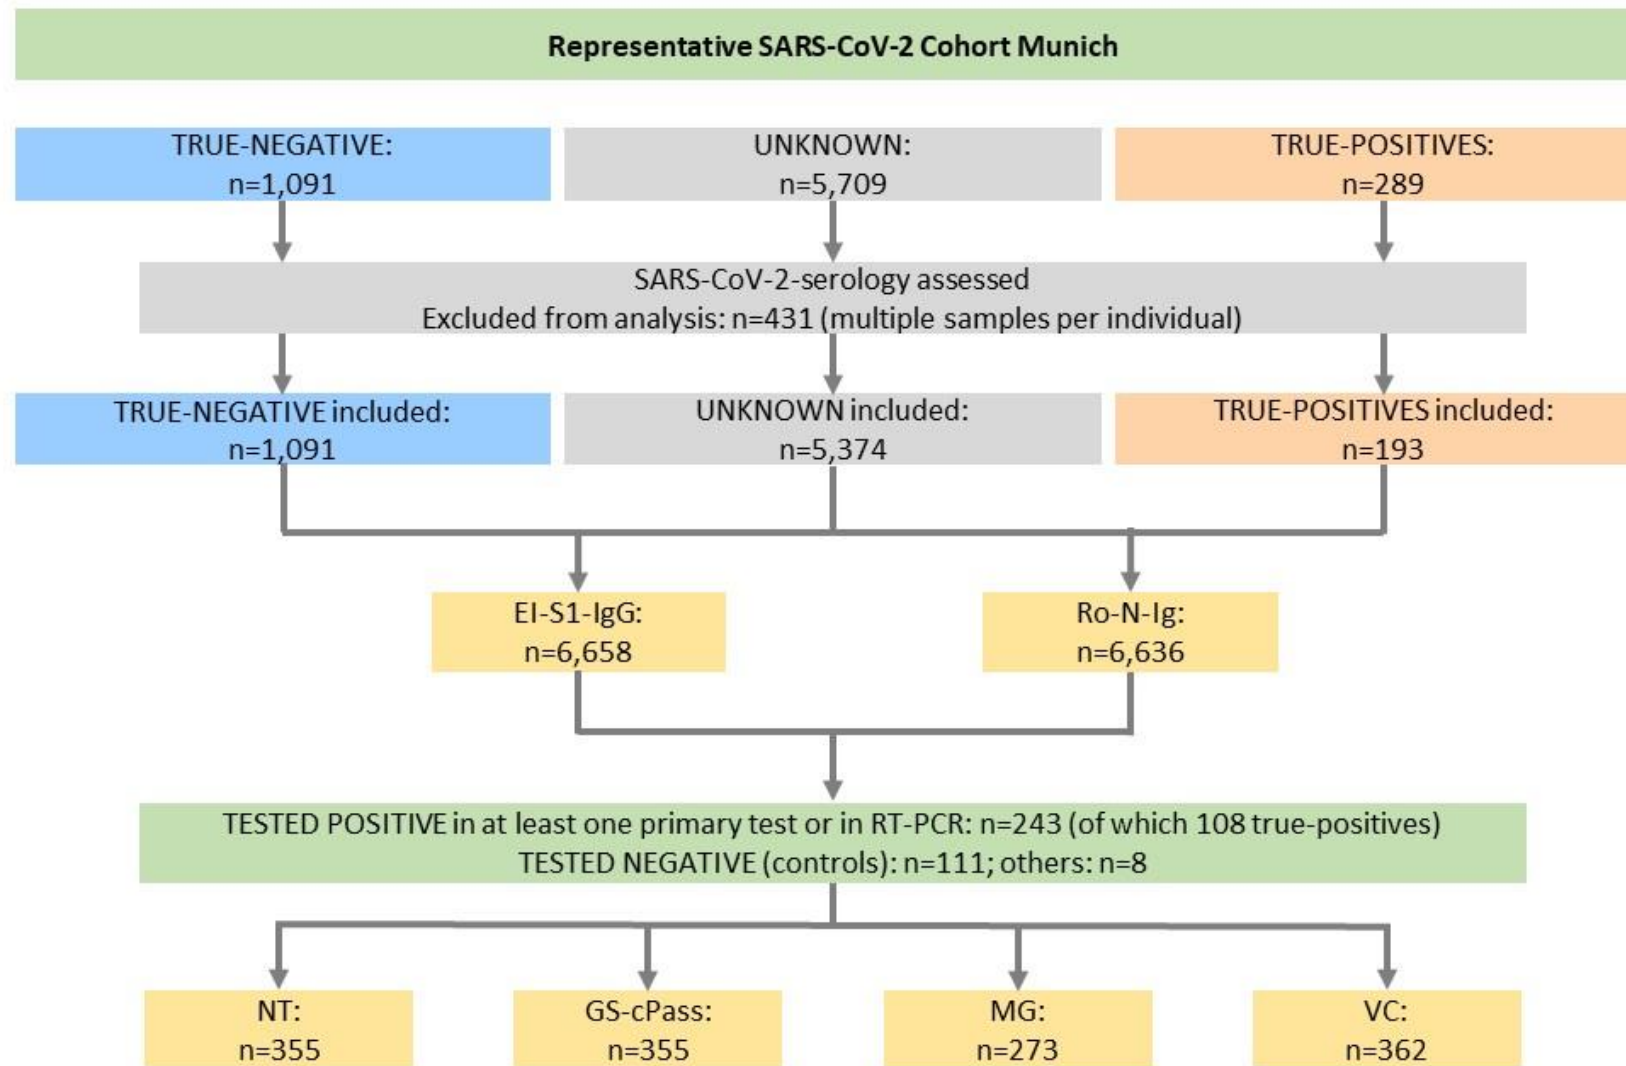 Representative SARS-CoV-2 Cohort Munich
TRUE-NEGATIVE:
n=1,091
UNKNOWN:
n=5,709
TRUE-POSITIVES:
n=289
SARS-CoV-2-serology assessed
Excluded from analysis: n=431 (multiple samples per individual)
TRUE-NEGATIVE included:
n=1,091
UNKNOWN included:
n=5,374
TRUE-POSITIVES included:
n=193
EI-S1-IgG:
n=6,658
Ro-N-Ig:
n=6,636
TESTED POSITIVE in at least one primary test or in RT-PCR: n=243 (of which 108 true-positives)
TESTED NEGATIVE (controls): n=111; others: n=8
NT:
n=355
GS-cPass:
n=355
MG:
n=273
VC:
n=362